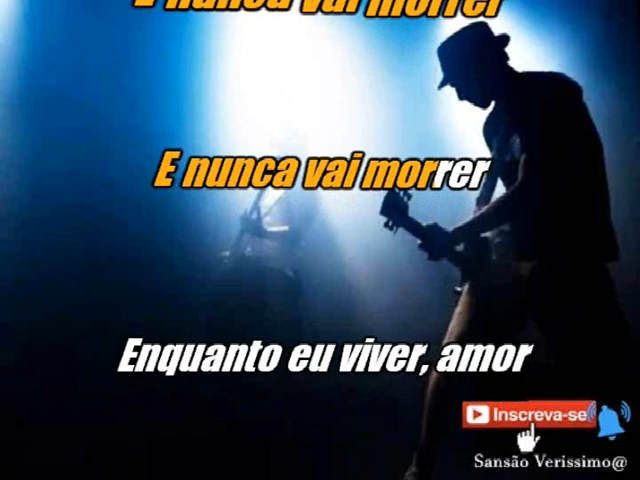 E nunca vai morrer
E nunca vai morrer
Enquanto eu viver, amor
Inscreva-se
Sansão Verissimo@